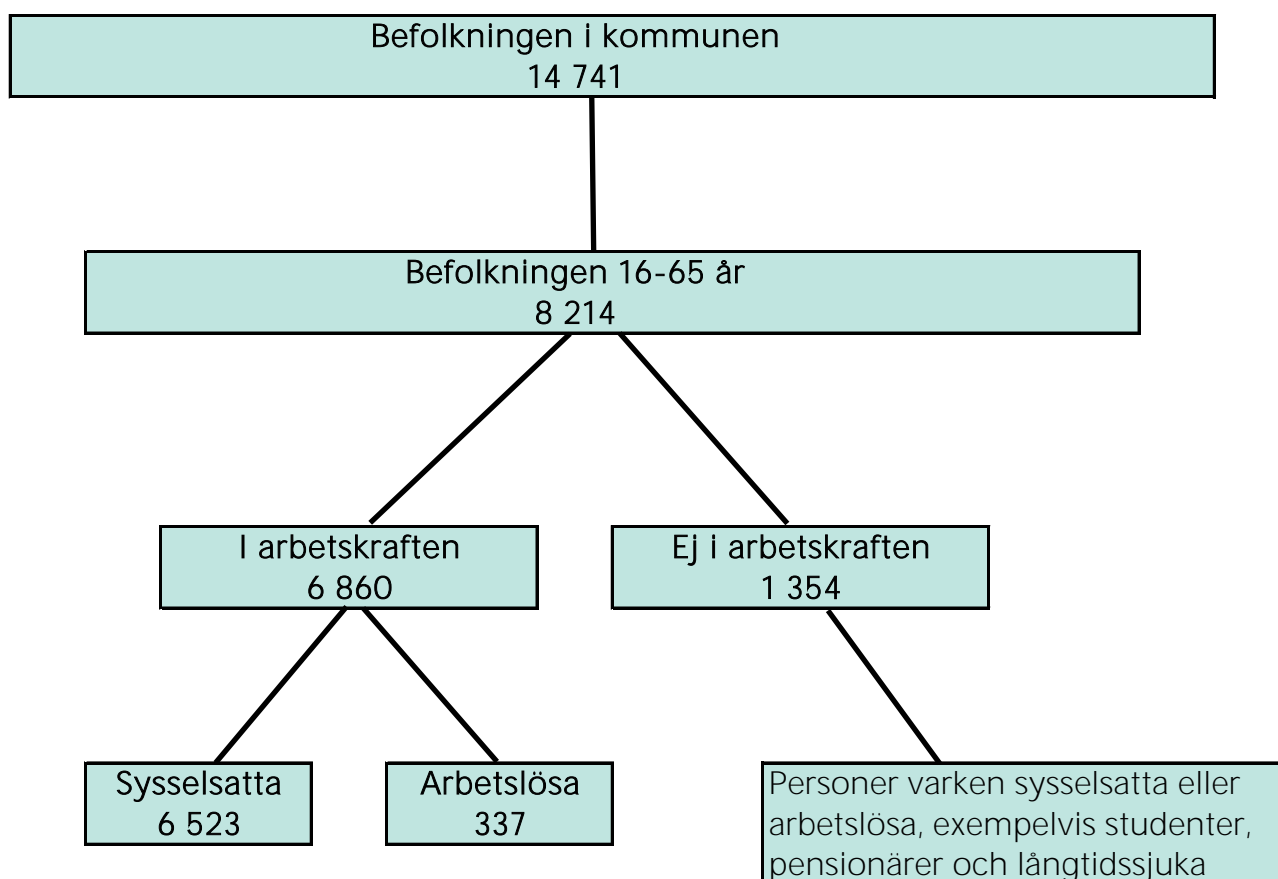 Befolkningen i kommunen
14 741
Befolkningen 16-65 år
8 214
I arbetskraften
6 860
Ej i arbetskraften
1 354
Sysselsatta
6 523
Arbetslösa
337
Personer varken sysselsatta eller
arbetslösa, exempelvis studenter,
pensionärer och långtidssjuka